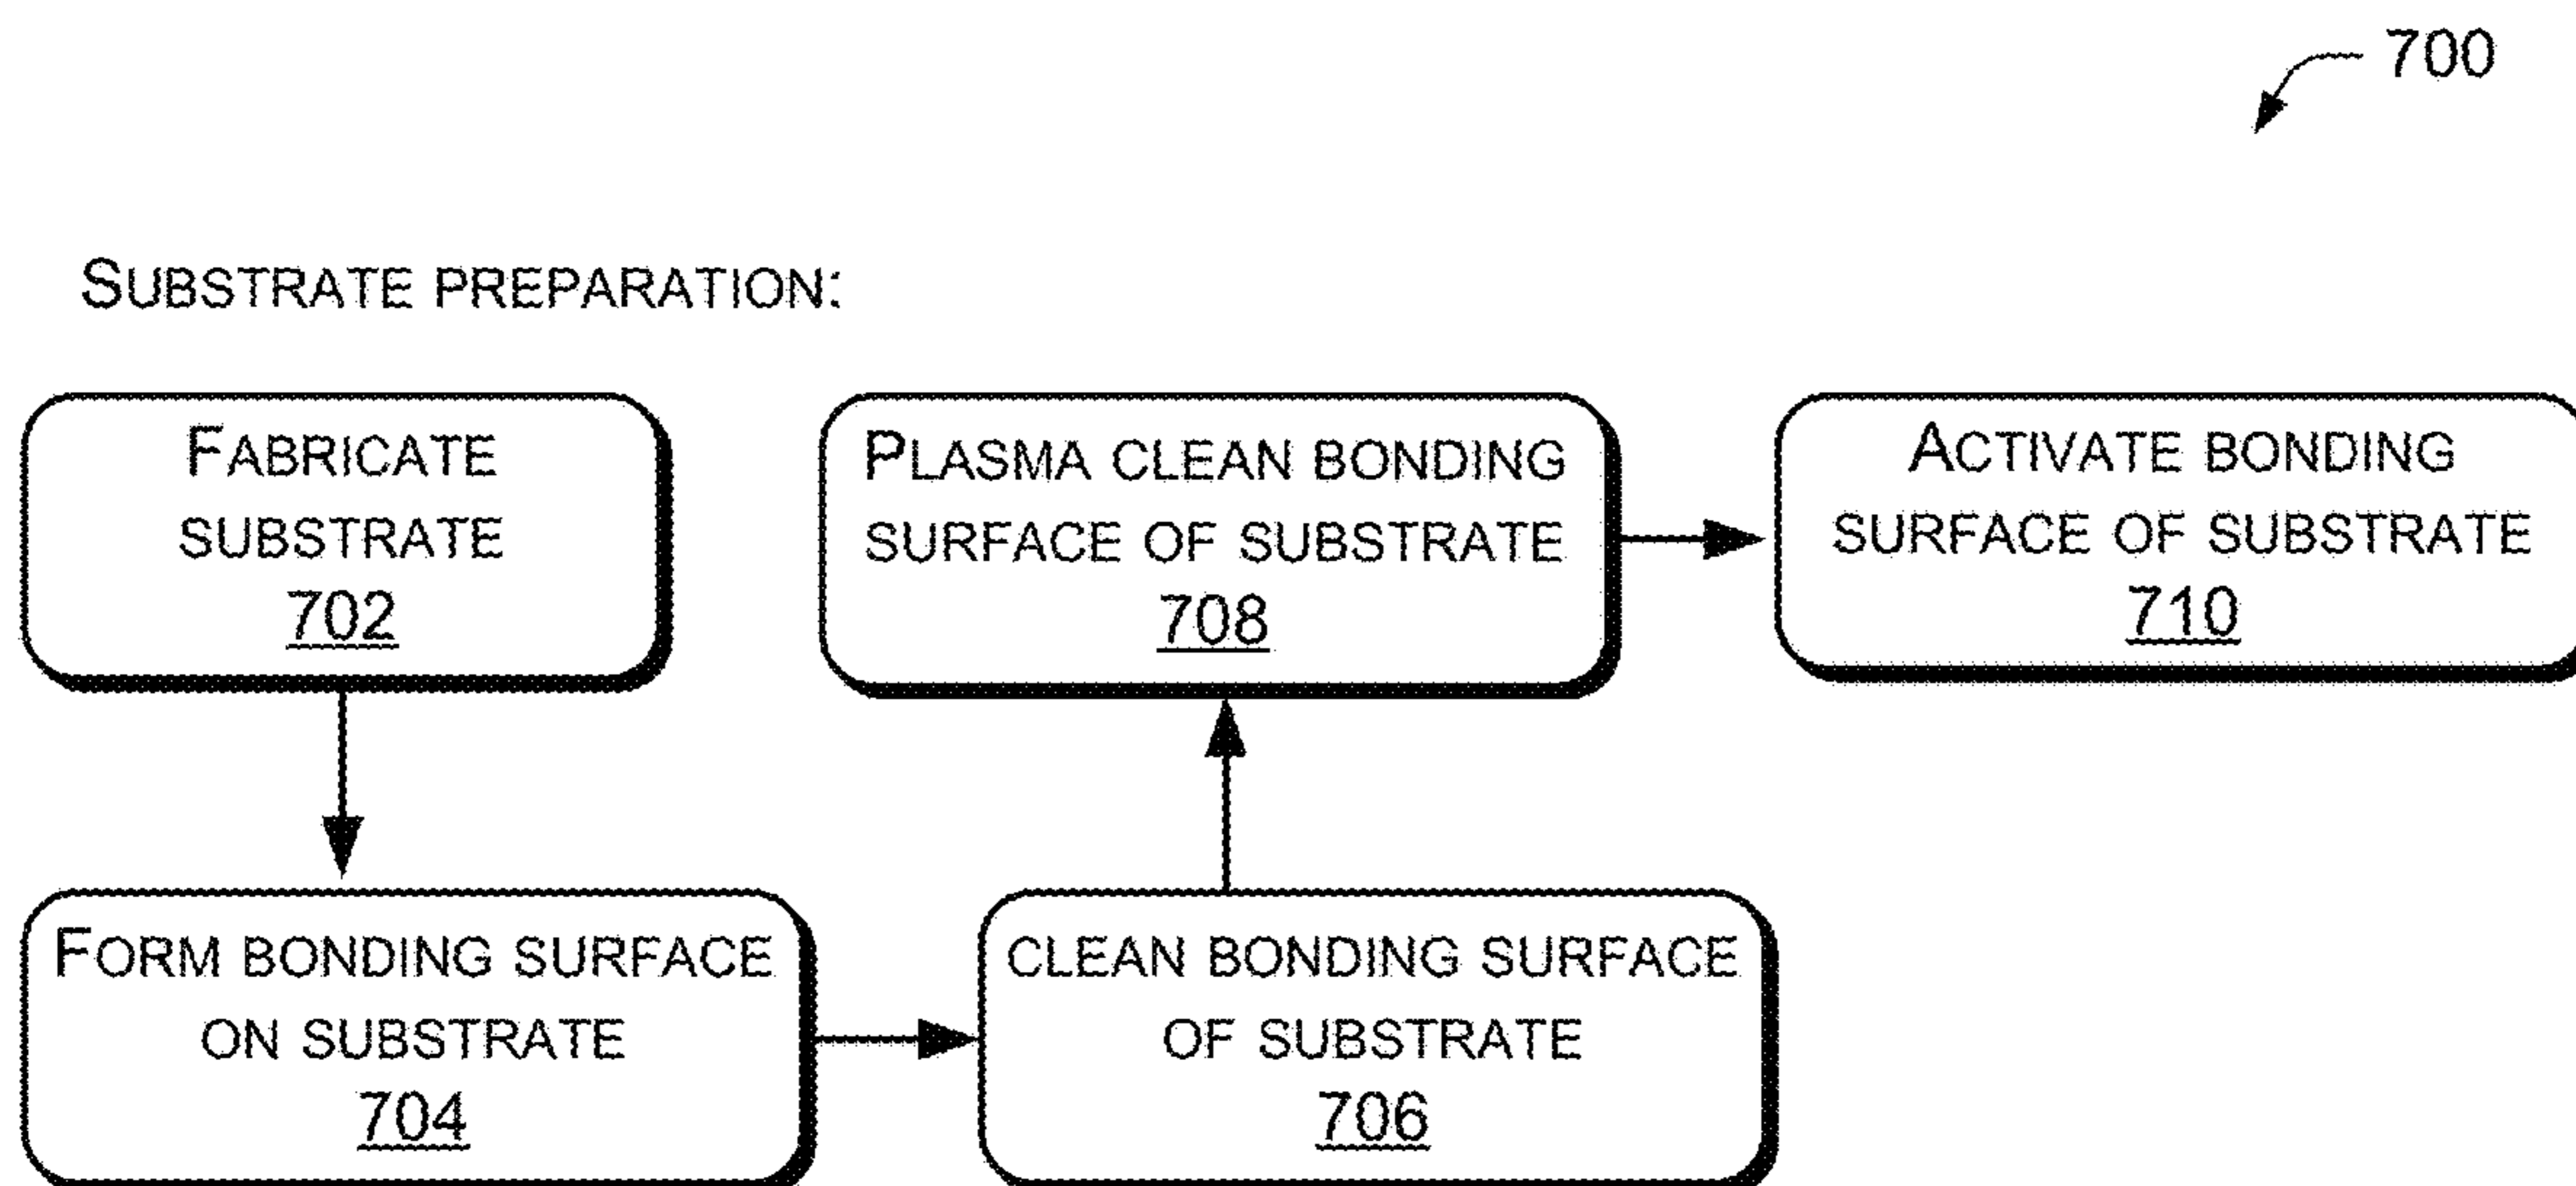 700
SUBSTRATE PREPARATION:
FABRICATE
SUBSTRATE
702
FORM BONDING SURFACE
ON SUBSTRATE
704
CLEAN BONDING SURFACE
OF SUBSTRATE
706
PLASMA CLEAN BONDING
SURFACE OF SUBSTRATE
708
ACTIVATE BONDING
SURFACE OF SUBSTRATE
710